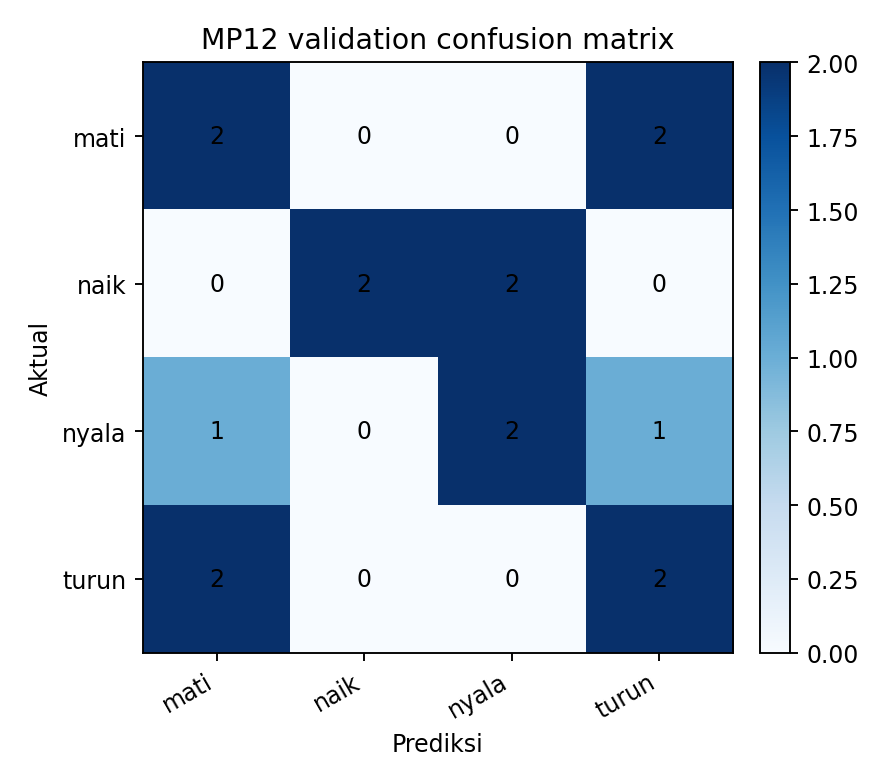 MP12 validation confusion matrix
2.00
mati 2 0 0 2
1.75
1.50
naik 0 2 2 0
1.25
Aktual
1.00
nyala 1 0 2 1
0.75
0.50
turun 2 0 0 2
0.25
0.00
mati naik nyala turun
Prediksi